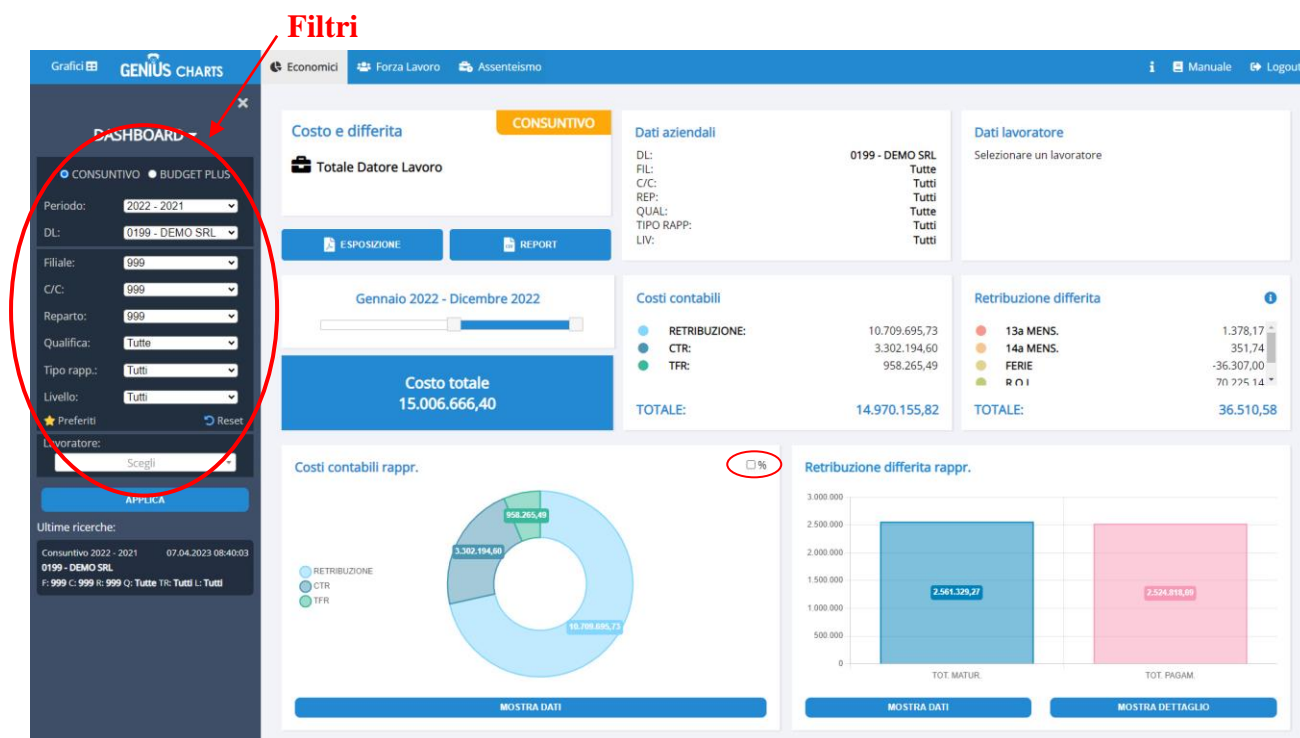 Filtri
Grafici
GENIUS CHARTS
Economici
Forza Lavoro
Assenteismo
i
Manuale
Logout
×
DASHBOARD
CONSUNTIVO BUDGET PLUS
Periodo: 2022 - 2021
DL: 0199 - DEMO SRL
Filiale: 999
C/C: 999
Reparto: 999
Qualifica: Tutte
Tipo rapp.: Tutti
Livello: Tutti
Preferiti Reset
Lavoratore:
Scegli
APPLICA
Ultime ricerche:
Consuntivo 2022 - 2021 07.04.2023 08:40:03
0199 - DEMO SRL
F: 999 C: 999 R: 999 Q: Tutte TR: Tutti L: Tutti
Costo e differita
CONSUNTIVO
Totale Datore Lavoro
ESPOSIZIONE
REPORT
Dati aziendali
DL: 0199 - DEMO SRL
FIL: Tutte
C/C: Tutti
REP: Tutti
QUAL: Tutte
TIPO RAPP: Tutti
LIV: Tutti
Dati lavoratore
Selezionare un lavoratore
Gennaio 2022 - Dicembre 2022
Costo totale
15.006.666,40
Costi contabili
RETRIBUZIONE: 10.709.695,73
CTR: 3.302.194,60
TFR: 958.265,49
TOTALE: 14.970.155,82
Retribuzione differita
13a MENS. 1.378,17
14a MENS. 351,74
FERIE -36.307,00
R.O.L. 70.225,14
TOTALE: 36.510,58
Costi contabili rappr.
%
958.265,49
3.302.194,60
10.709.695,73
RETRIBUZIONE
CTR
TFR
MOSTRA DATI
Retribuzione differita rappr.
3.000.000
2.500.000
2.000.000
1.500.000
1.000.000
500.000
0
2.561.329,27
2.524.818,69
TOT. MATUR.
TOT. PAGAM.
MOSTRA DATI
MOSTRA DETTAGLIO